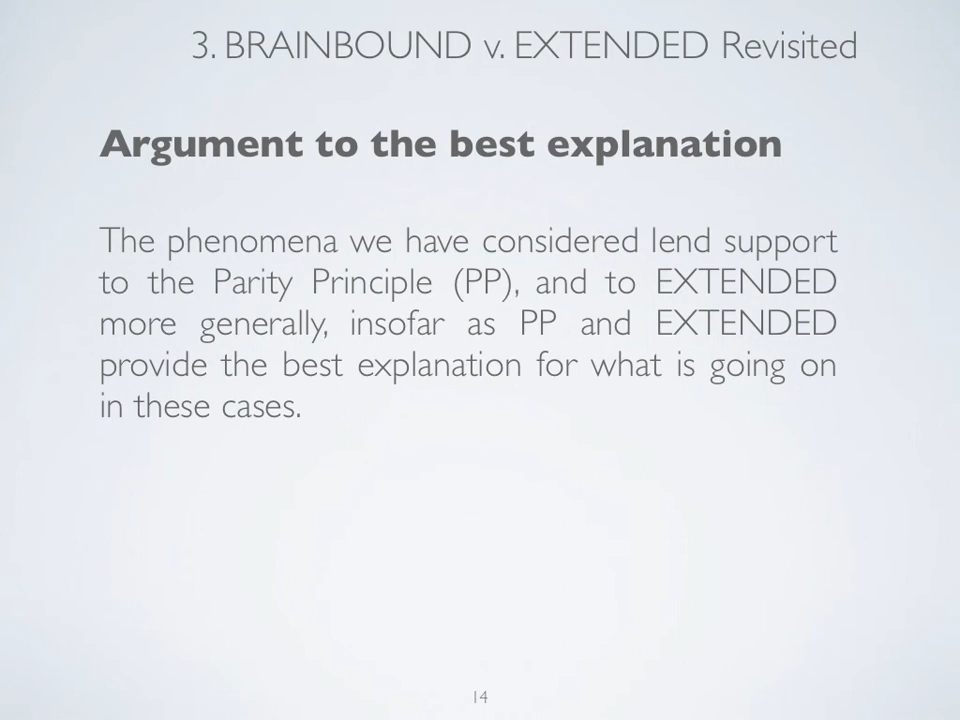 3. BRAINBOUND v. EXTENDED Revisited
Argument to the best explanation
The phenomena we have considered lend support
to the Parity Principle (PP), and to EXTENDED
more generally, insofar as PP and EXTENDED
provide the best explanation for what is going on
in these cases.
14